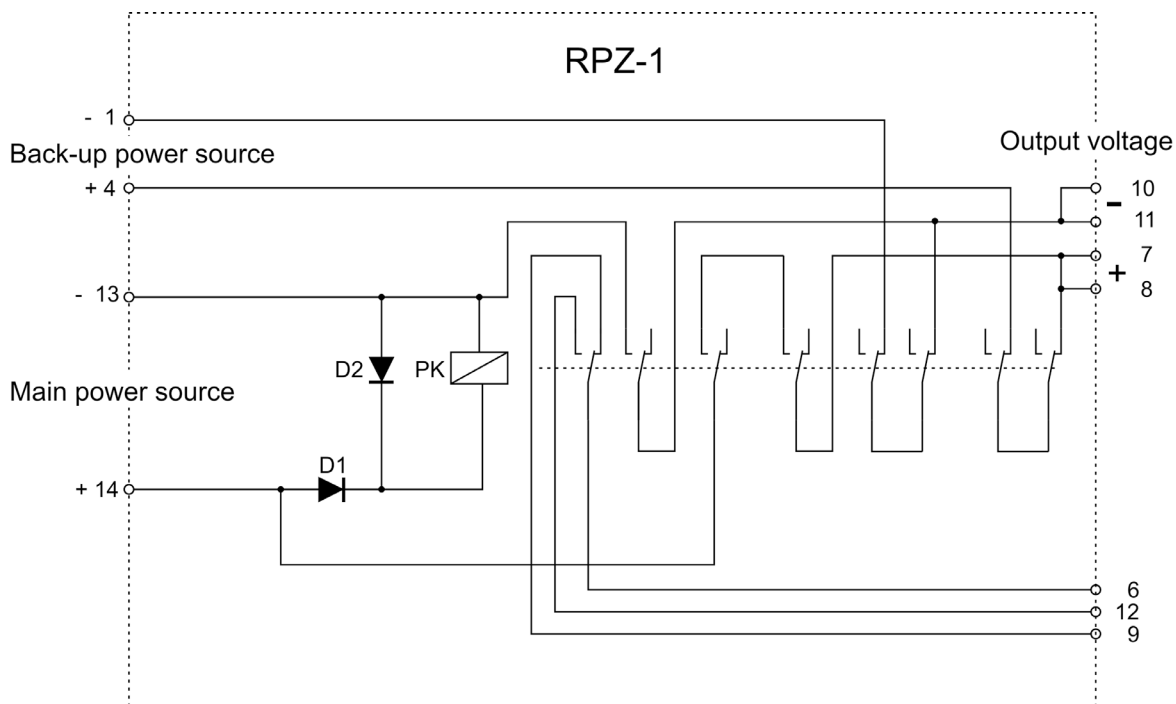 RPZ-1
- 1
Back-up power source
+ 4
Output voltage
10
-
11
7
+
8
- 13
D2
PK
Main power source
D1
+ 14
6
12
9